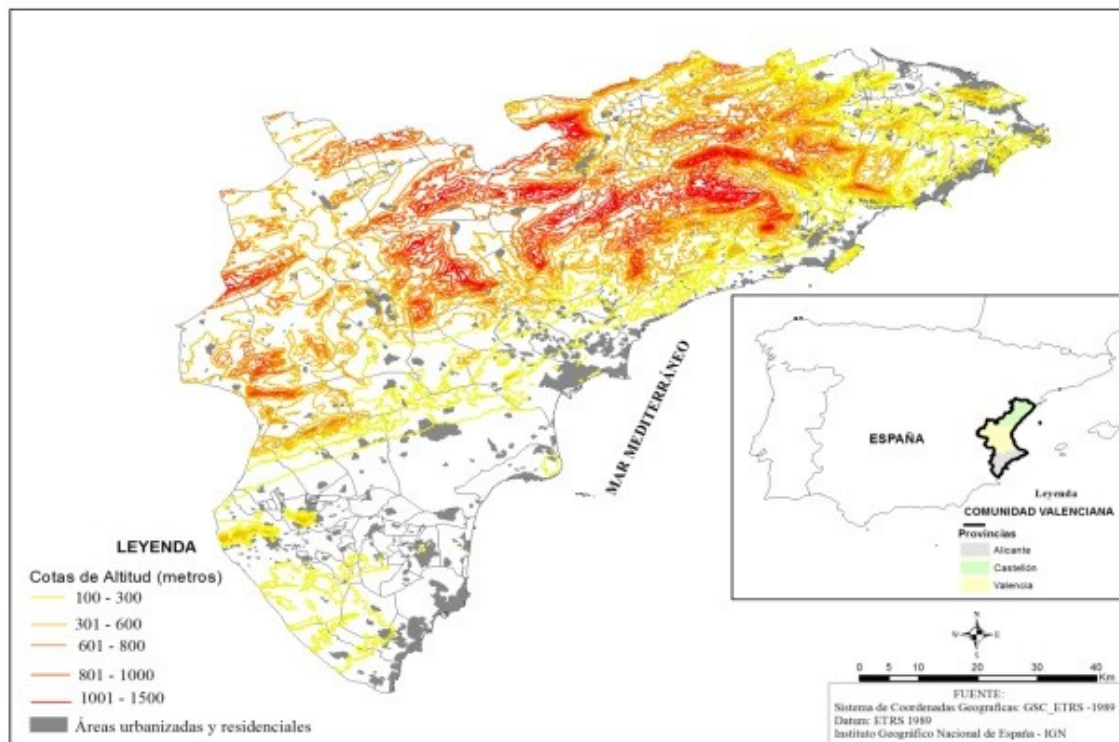 MAR MEDITERRÁNEO
LEYENDA
Cotas de Altitud (metros)
100 - 300
301 - 600
601 - 800
801 - 1000
1001 - 1500
Áreas urbanizadas y residenciales
ESPAÑA
Leyenda
COMUNIDAD VALENCIANA
Provincias
Alicante
Castellón
Valencia
N
W
E
S
0 5 10 20 30 40
Km
FUENTE:
Sistema de Coordenadas Geograficas: GSC_ETRS -1989
Datum: ETRS 1989
Instituto Geográfico Nacional de España - IGN